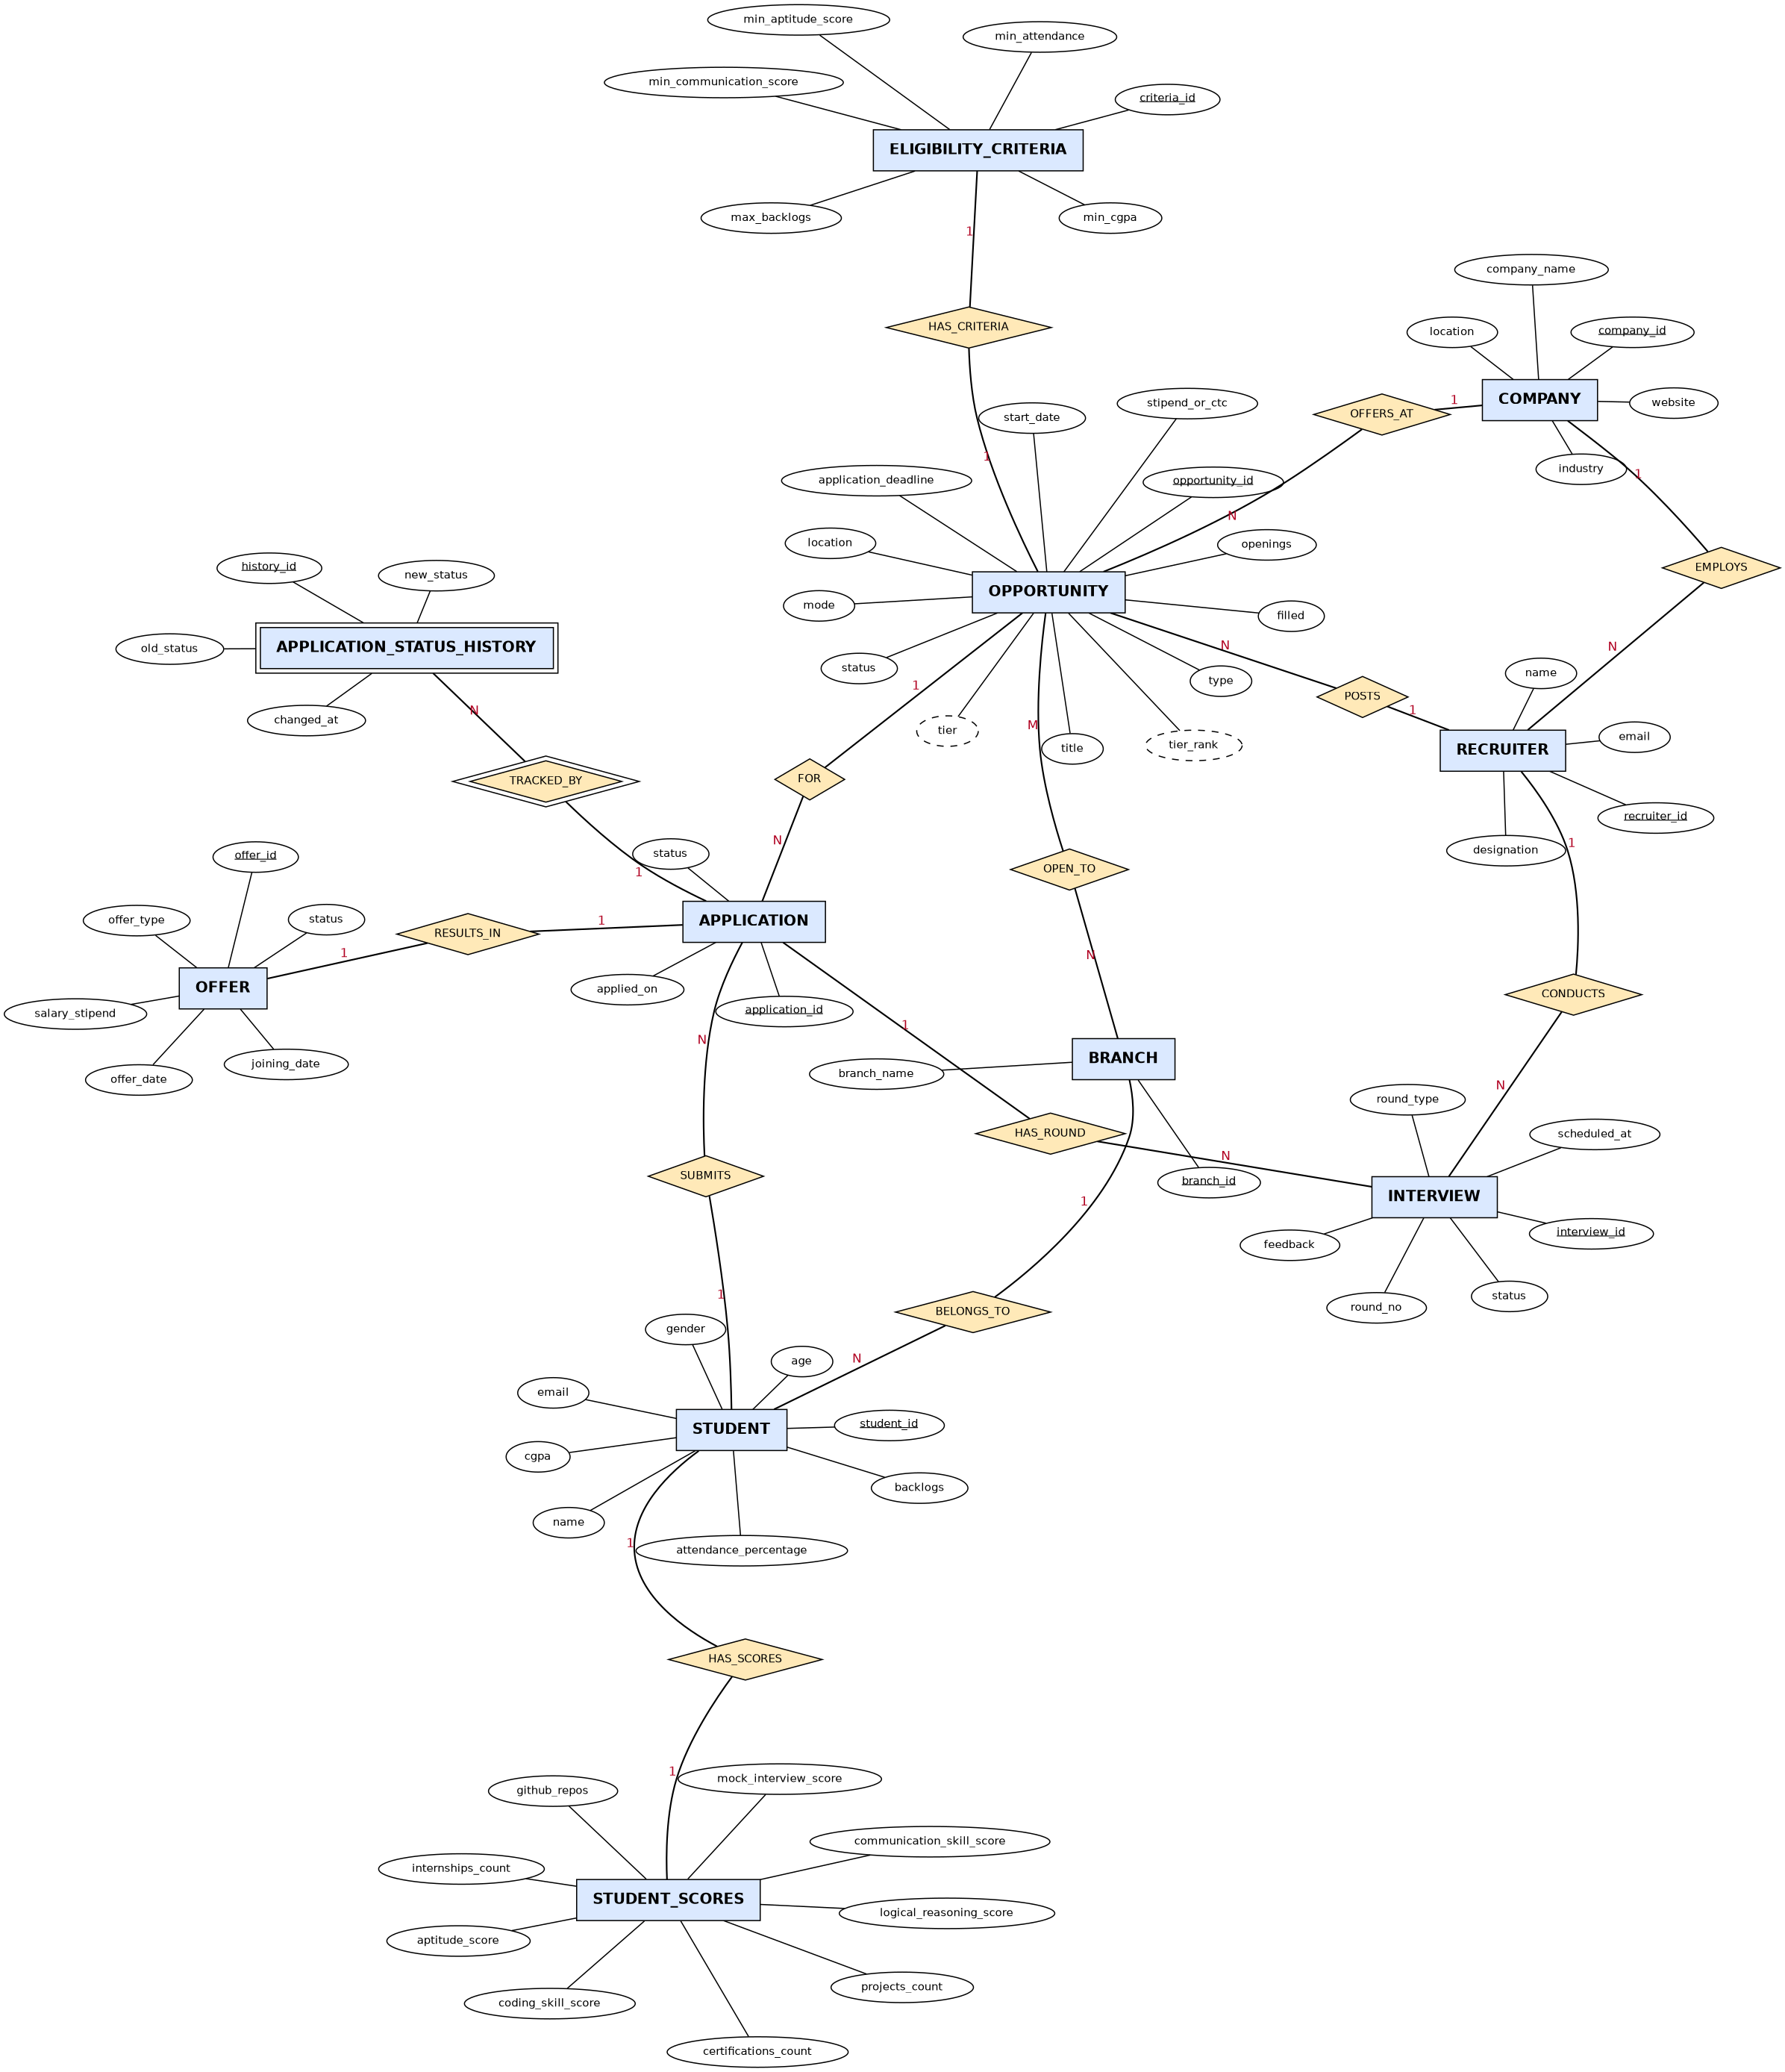 min_aptitude_score
min_attendance
min_communication_score
criteria_id
ELIGIBILITY_CRITERIA
max_backlogs
min_cgpa
1
HAS_CRITERIA
1
company_name
location
company_id
COMPANY
website
industry
OFFERS_AT
1
N
1
EMPLOYS
N
start_date
stipend_or_ctc
application_deadline
opportunity_id
location
openings
mode
OPPORTUNITY
filled
status
type
tier
title
tier_rank
N
POSTS
1
name
email
RECRUITER
recruiter_id
designation
history_id
new_status
old_status
APPLICATION_STATUS_HISTORY
changed_at
N
TRACKED_BY
1
1
FOR
N
M
OPEN_TO
N
1
CONDUCTS
N
offer_id
offer_type
status
OFFER
salary_stipend
offer_date
joining_date
1
RESULTS_IN
1
status
APPLICATION
applied_on
application_id
N
SUBMITS
1
1
HAS_ROUND
N
BRANCH
branch_name
branch_id
1
BELONGS_TO
N
round_type
scheduled_at
INTERVIEW
interview_id
feedback
round_no
status
gender
age
email
STUDENT
student_id
cgpa
backlogs
name
attendance_percentage
1
HAS_SCORES
1
github_repos
mock_interview_score
communication_skill_score
internships_count
STUDENT_SCORES
logical_reasoning_score
aptitude_score
projects_count
coding_skill_score
certifications_count